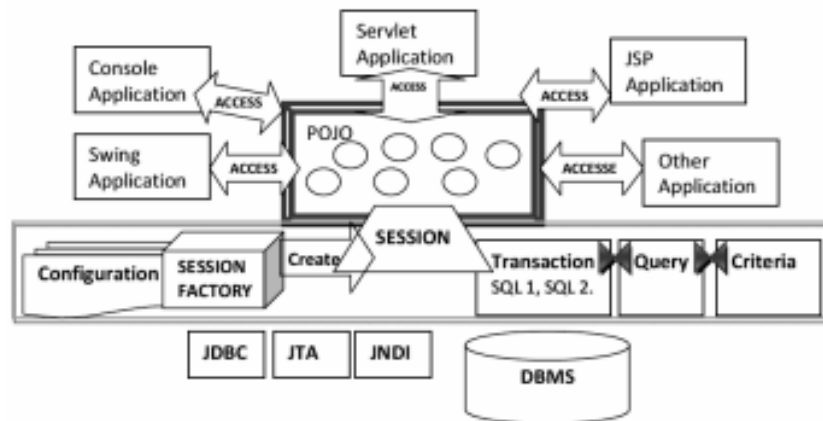 Servlet
Application
Console
Application
JSP
Application
ACCESS
ACCESS
ACCESS
POJO
Swing
Application
ACCESS
ACCESSE
Other
Application
SESSION
Configuration
SESSION
FACTORY
Create
Transaction
SQL 1, SQL 2.
Query
Criteria
JDBC
JTA
JNDI
DBMS